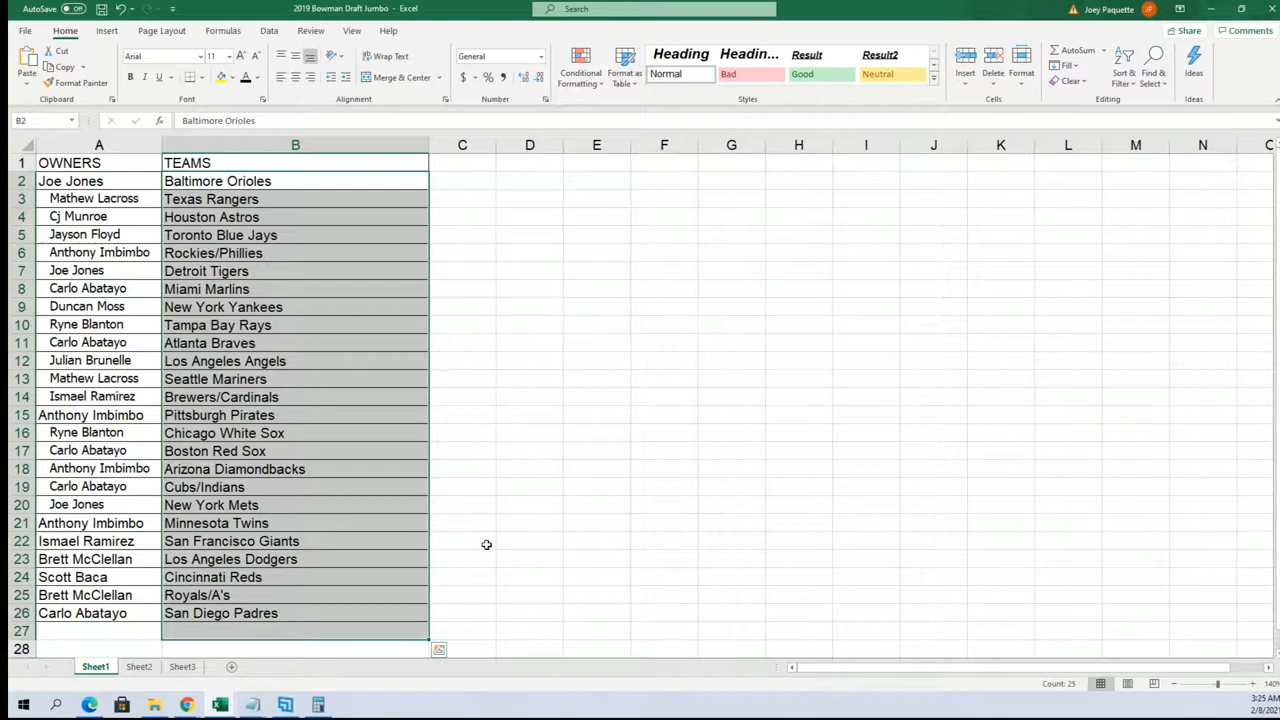 AutoSave Off 2019 Bowman Draft Jumbo - Excel Search Joey Paquette JP
File Home Insert Page Layout Formulas Data Review View Help Share Comments
Paste Cut Copy Format Painter Clipboard
Arial 11 A A B I U A Font
Wrap Text Merge & Center Alignment
General $ % Number
Conditional Formatting Format as Table
Heading Headin... Result Result2
Normal Bad Good Neutral
Styles
Insert Delete Format Cells
AutoSum Fill Clear Sort & Filter Find & Select Editing
Ideas Ideas
B2 fx Baltimore Orioles
A B C D E F G H I J K L M N
1 OWNERS TEAMS
2 Joe Jones Baltimore Orioles
3 Mathew Lacross Texas Rangers
4 Cj Munroe Houston Astros
5 Jayson Floyd Toronto Blue Jays
6 Anthony Imbimbo Rockies/Phillies
7 Joe Jones Detroit Tigers
8 Carlo Abatayo Miami Marlins
9 Duncan Moss New York Yankees
10 Ryne Blanton Tampa Bay Rays
11 Carlo Abatayo Atlanta Braves
12 Julian Brunelle Los Angeles Angels
13 Mathew Lacross Seattle Mariners
14 Ismael Ramirez Brewers/Cardinals
15 Anthony Imbimbo Pittsburgh Pirates
16 Ryne Blanton Chicago White Sox
17 Carlo Abatayo Boston Red Sox
18 Anthony Imbimbo Arizona Diamondbacks
19 Carlo Abatayo Cubs/Indians
20 Joe Jones New York Mets
21 Anthony Imbimbo Minnesota Twins
22 Ismael Ramirez San Francisco Giants
23 Brett McClellan Los Angeles Dodgers
24 Scott Baca Cincinnati Reds
25 Brett McClellan Royals/A's
26 Carlo Abatayo San Diego Padres
27
28
Sheet1 Sheet2 Sheet3
Count: 25 140%
3:25 AM